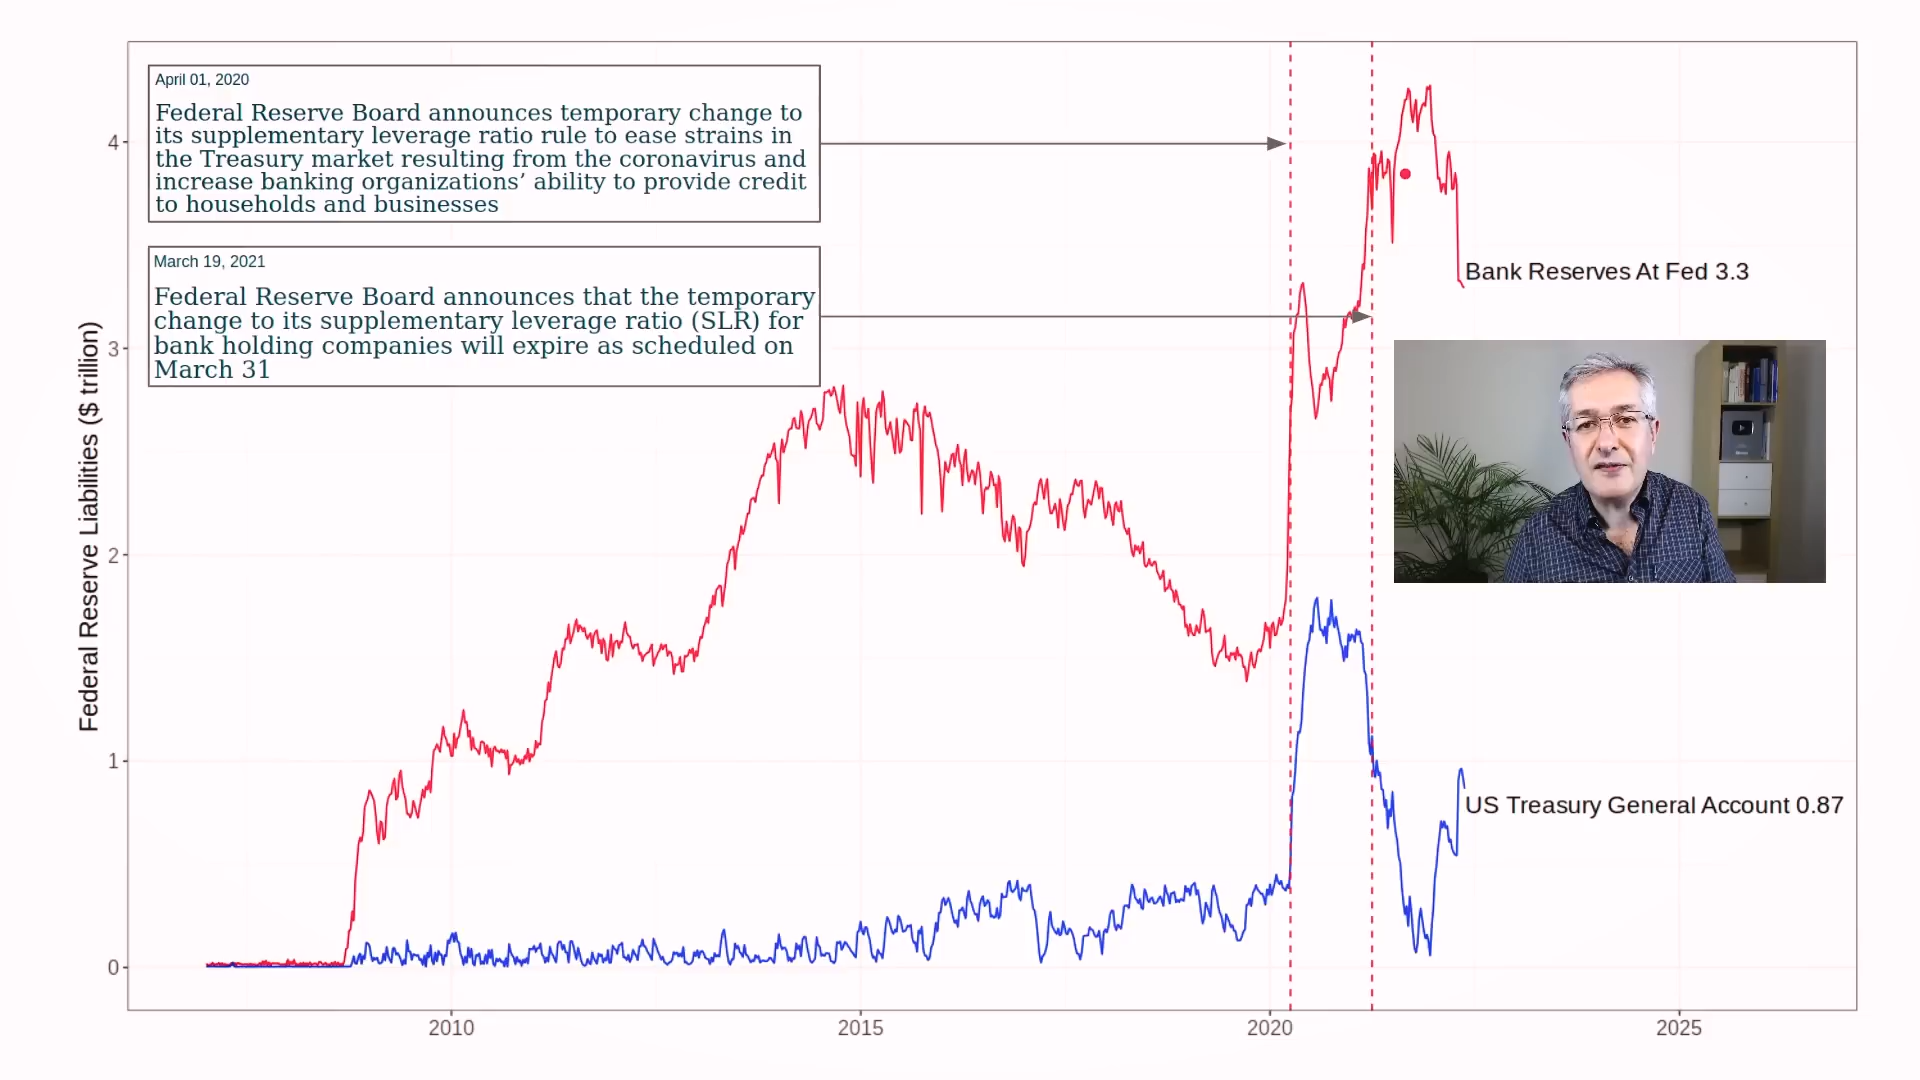 April 01, 2020
Federal Reserve Board announces temporary change to
its supplementary leverage ratio rule to ease strains in
the Treasury market resulting from the coronavirus and
increase banking organizations’ ability to provide credit
to households and businesses
March 19, 2021
Federal Reserve Board announces that the temporary
change to its supplementary leverage ratio (SLR) for
bank holding companies will expire as scheduled on
March 31
Federal Reserve Liabilities ($ trillion)
4
3
2
1
0
Bank Reserves At Fed 3.3
US Treasury General Account 0.87
2010
2015
2020
2025